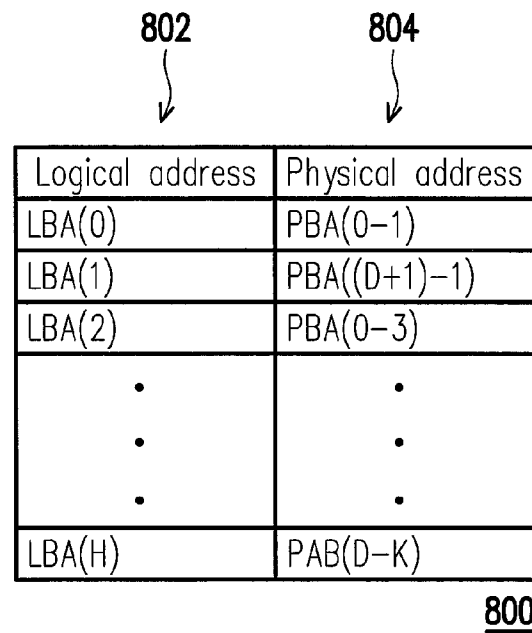 802 804
Logical address Physical address
LBA(0) PBA(0-1)
LBA(1) PBA((D+1)-1)
LBA(2) PBA(0-3)
LBA(H) PAB(D-K)
800